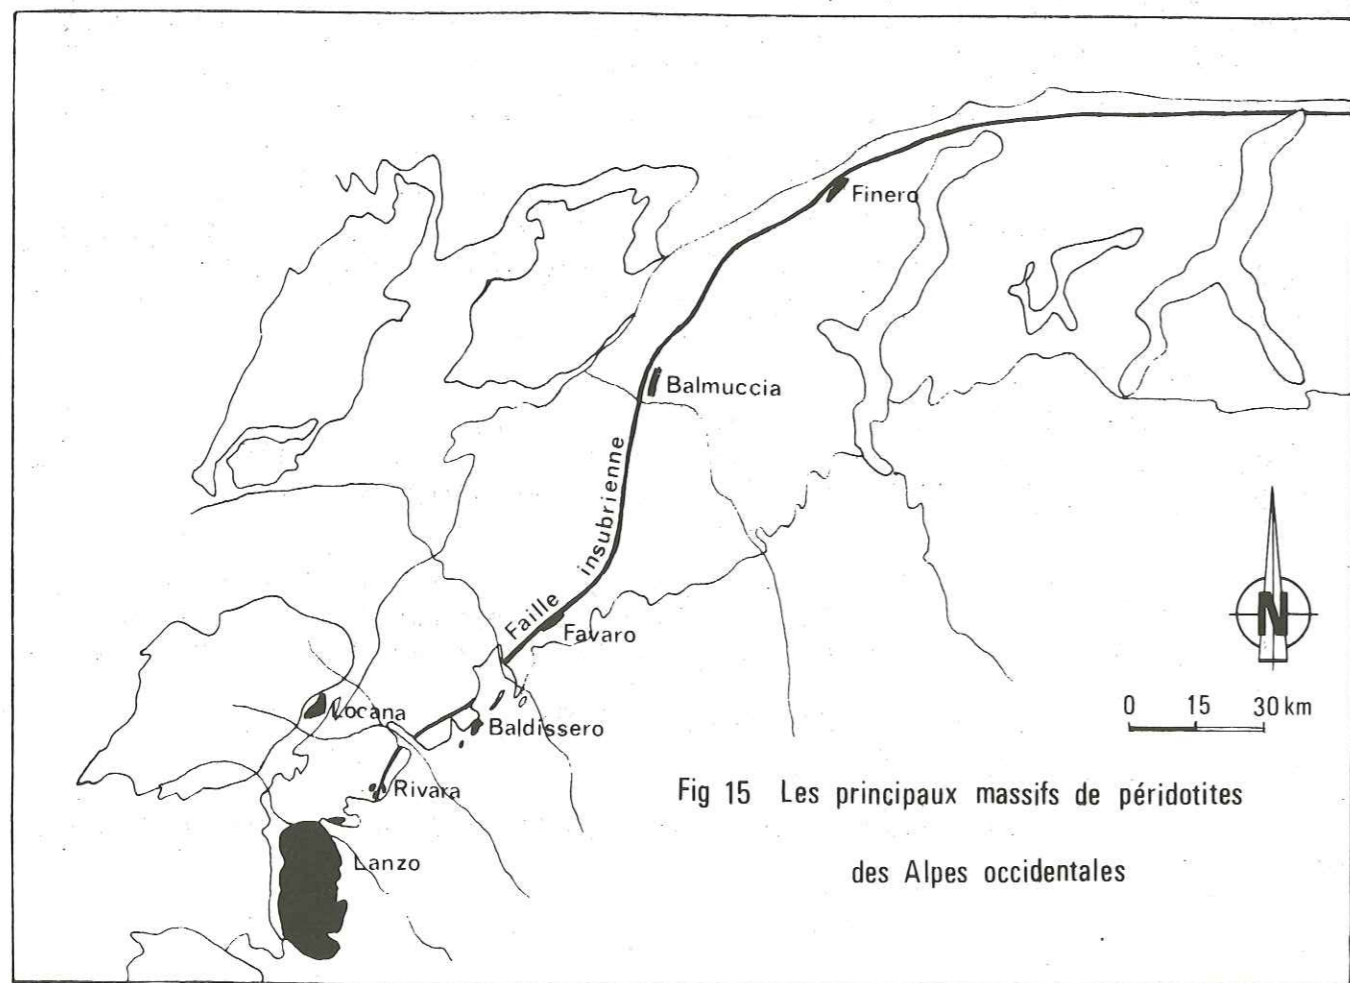 Finero
Balmuccia
Faille insubrienne
Favaro
Locana
Baldissero
Rivara
Lanzo
N
0 15 30 km
Fig 15 Les principaux massifs de péridotites
des Alpes occidentales